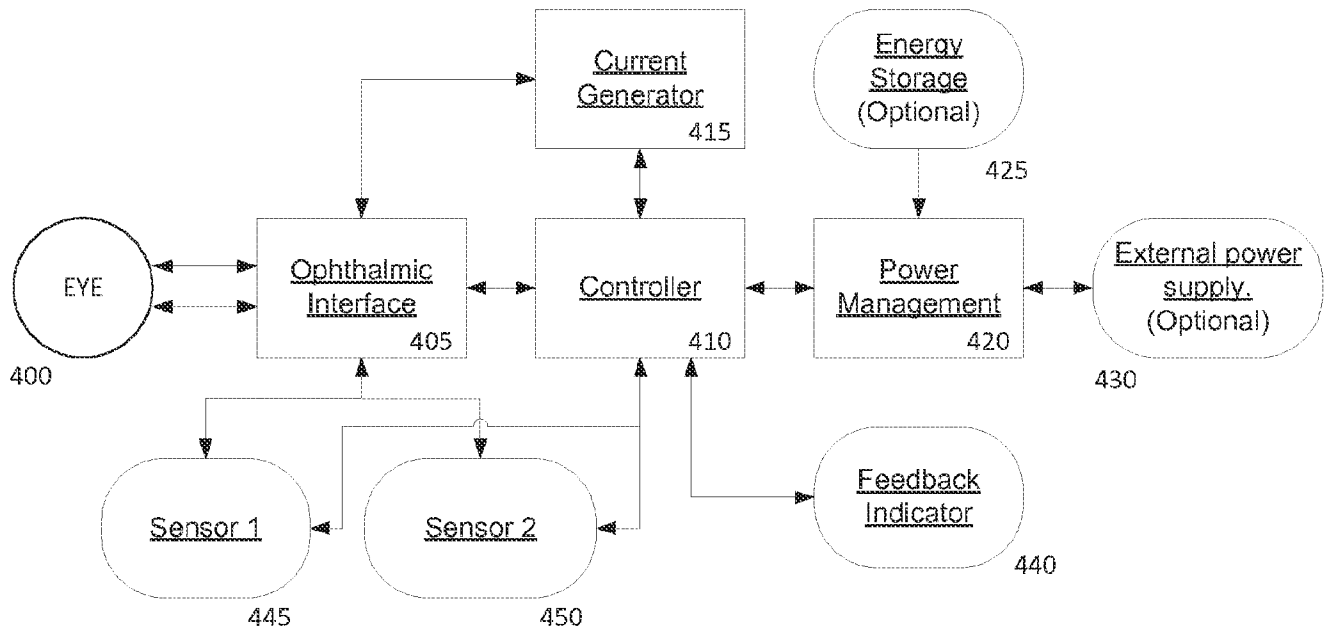 Current
Generator
415
Energy
Storage
(Optional)
425
EYE
400
Ophthalmic
Interface
405
Controller
410
Power
Management
420
External power
supply.
(Optional)
430
Sensor 1
445
Sensor 2
450
Feedback
Indicator
440